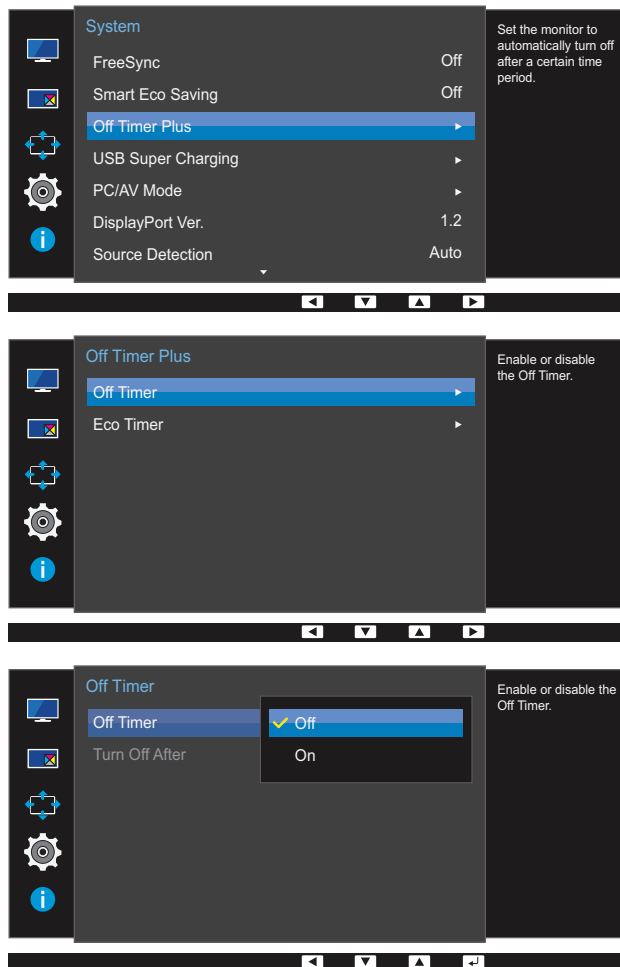 System
FreeSync Off
Smart Eco Saving Off
Off Timer Plus
USB Super Charging
PC/AV Mode
DisplayPort Ver. 1.2
Source Detection Auto
Set the monitor to
automatically turn off
after a certain time
period.
Off Timer Plus
Off Timer
Eco Timer
Enable or disable
the Off Timer.
Off Timer
Off Timer Off
Turn Off After On
Enable or disable the
Off Timer.